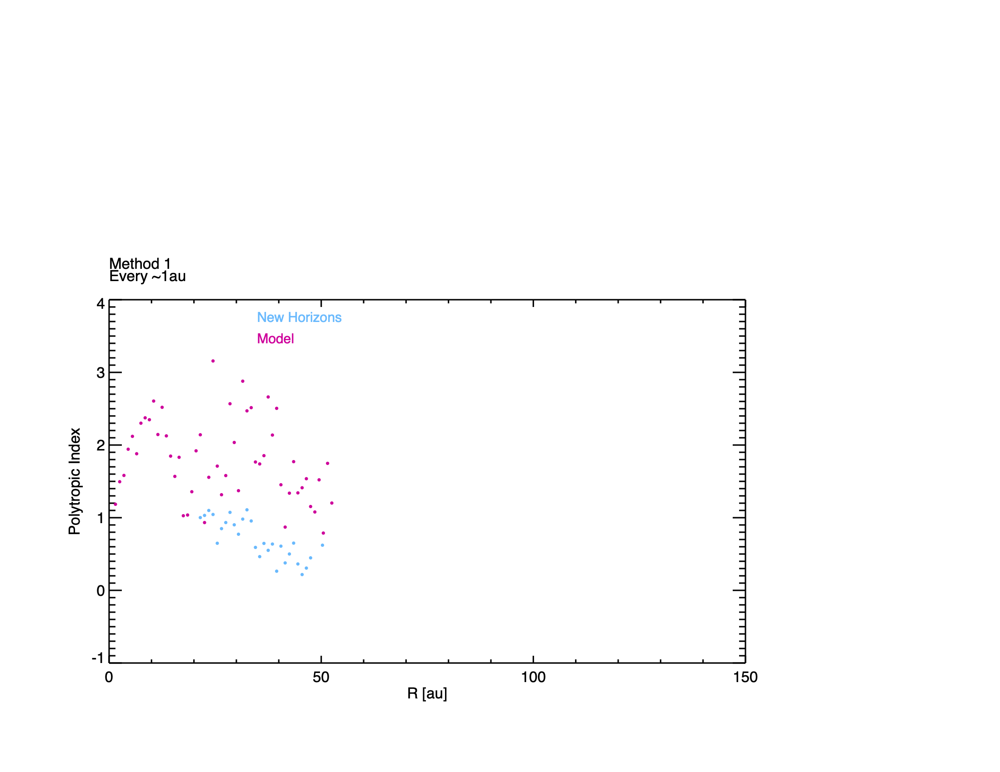 Method 1
Every ~1au
New Horizons
Model
4
3
2
1
0
-1
Polytropic Index
0 50 100 150
R [au]